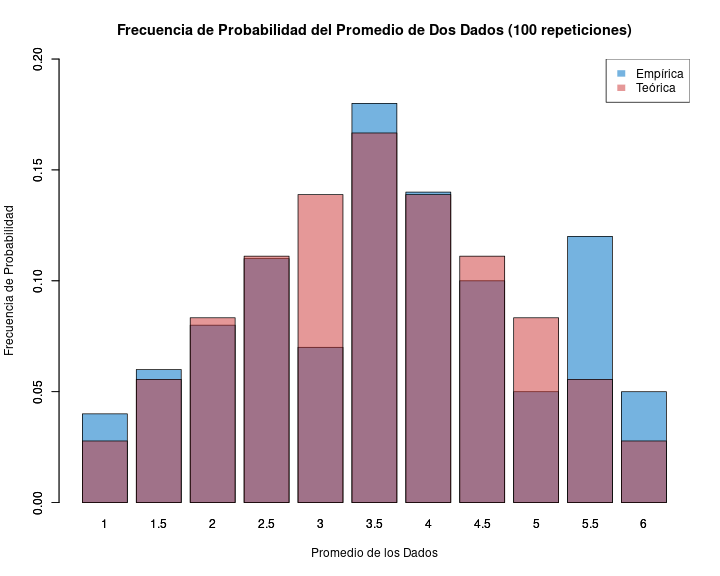 Frecuencia de Probabilidad del Promedio de Dos Dados (100 repeticiones)
Empírica
Teórica
Frecuencia de Probabilidad
0.20
0.15
0.10
0.05
0.00
1 1.5 2 2.5 3 3.5 4 4.5 5 5.5 6
Promedio de los Dados